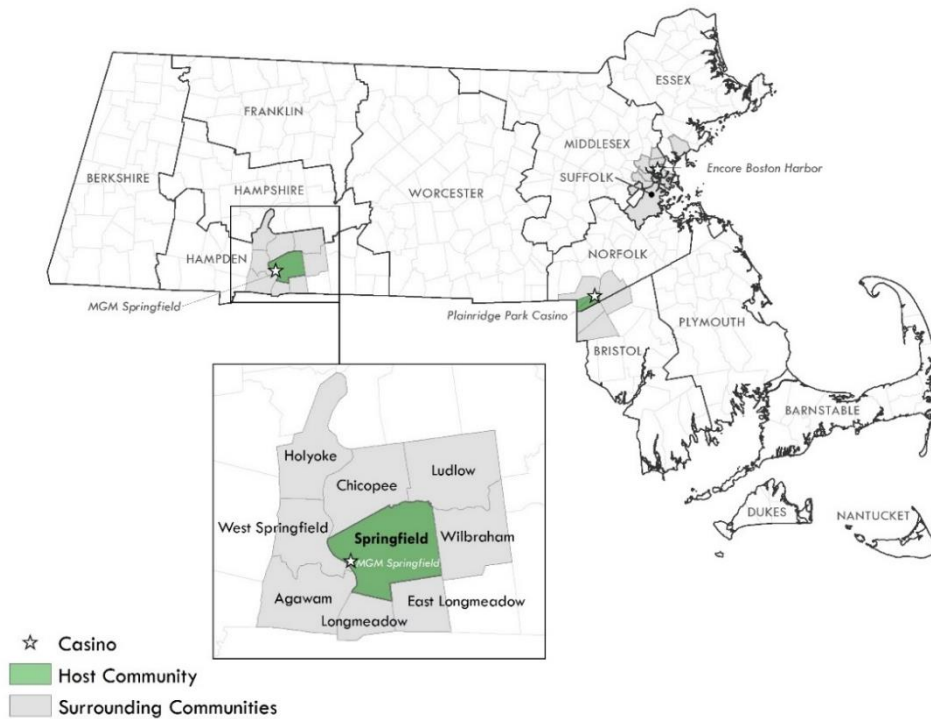 ESSEX
FRANKLIN
MIDDLESEX
Encore Boston Harbor
SUFFOLK
BERKSHIRE
HAMPSHIRE
WORCESTER
NORFOLK
HAMPDEN
MGM Springfield
Plainridge Park Casino
PLYMOUTH
BRISTOL
BARNSTABLE
DUKES
NANTUCKET
Holyoke
Chicopee
Ludlow
West Springfield
Springfield
Wilbraham
MGM Springfield
Agawam
East Longmeadow
Longmeadow
Casino
Host Community
Surrounding Communities